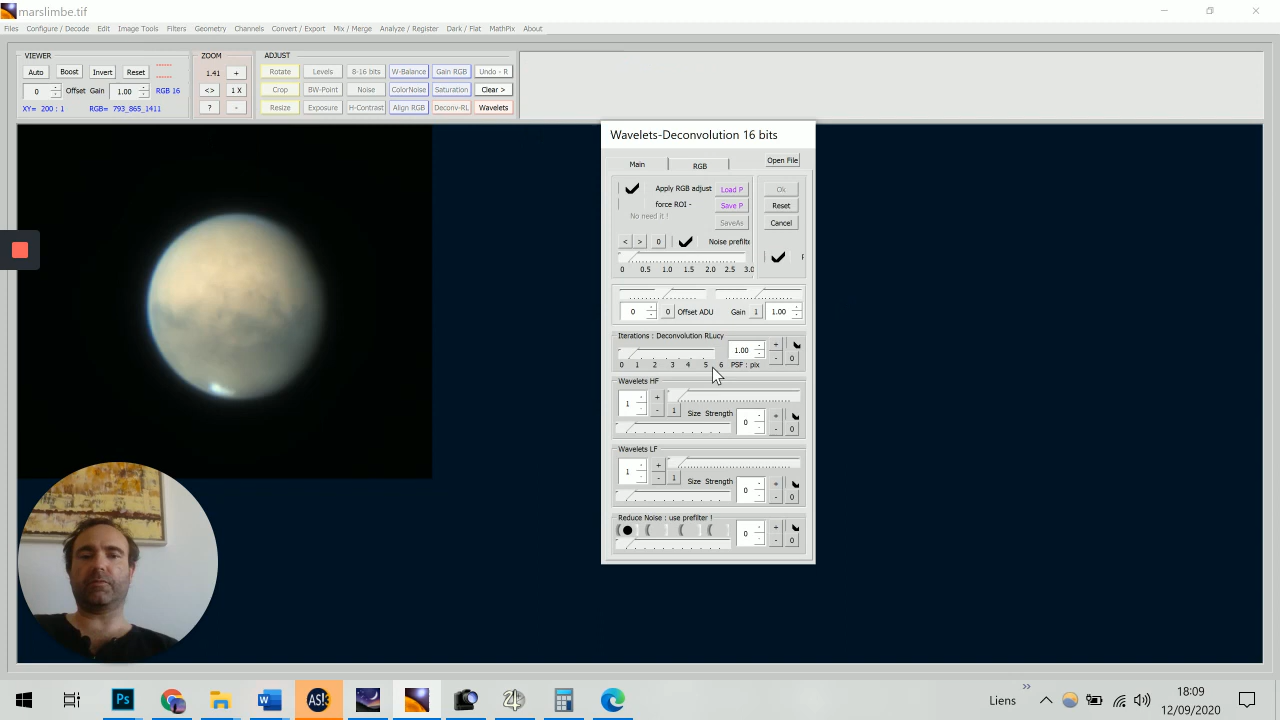 marslimbe.tif
Files Configure / Decode Edit Image Tools Filters Geometry Channels Convert / Export Mix / Merge Analyze / Register Dark / Flat MathPix About
VIEWER
Auto Boost Invert Reset
0 Offset Gain 1.00 RGB 16
XY= 200 : 1 RGB= 793_865_1411
ZOOM
1.41 +
<> 1 X
? -
ADJUST
Rotate Levels 8-16 bits W-Balance Gain RGB Undo - R
Crop BW-Point Noise ColorNoise Saturation Clear >
Resize Exposure H-Contrast Align RGB Deconv-RL Wavelets
Wavelets-Deconvolution 16 bits
Main RGB Open File
Apply RGB adjust Load P Ok
force ROI - Save P Reset
No need it ! SaveAs Cancel
< > 0 Noise prefilte
0 0.5 1.0 1.5 2.0 2.5 3.0
0 0 Offset ADU Gain 1 1.00
Iterations : Deconvolution RLucy
1.00 + - 0
0 1 2 3 4 5 6 PSF : pix
Wavelets HF
1 + - 1 Size Strength 0 + - 0
Wavelets LF
1 + - 1 Size Strength 0 + - 0
Reduce Noise : use prefilter !
0 + - 0
Ps W AS!3 Liens » 18:09
12/09/2020